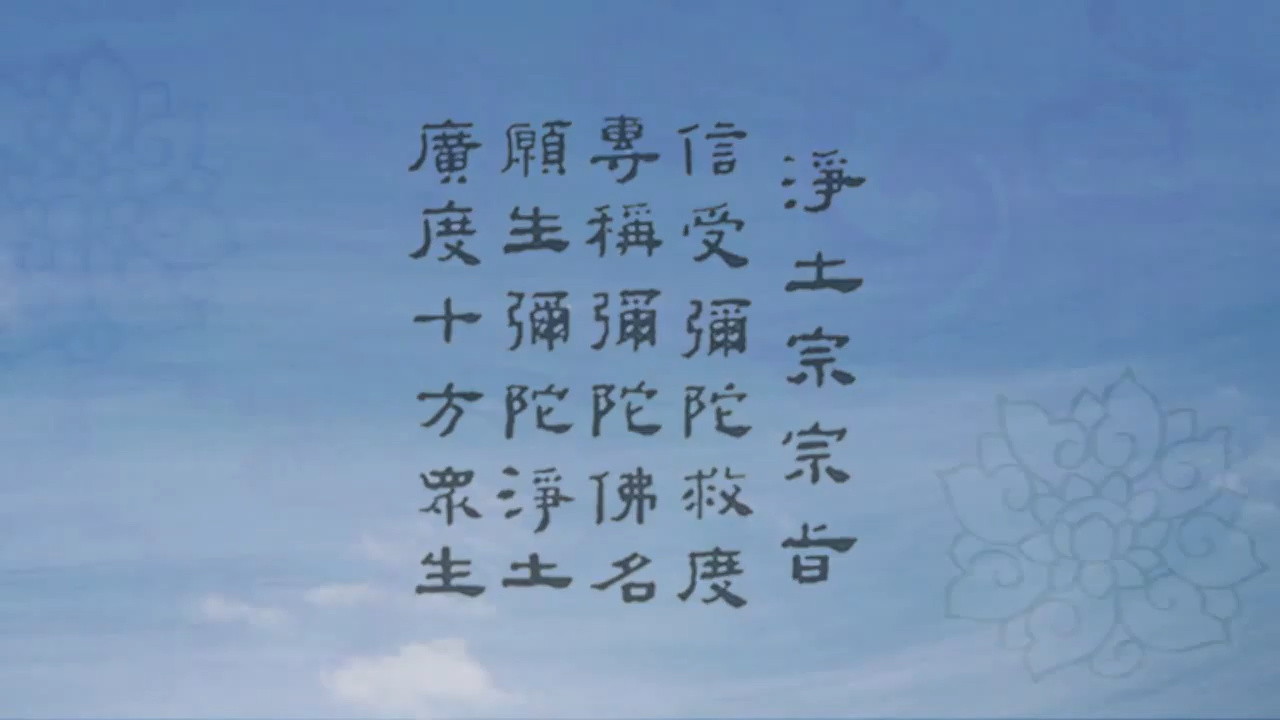 淨土宗宗旨
信受彌陀救度
專稱彌陀佛名
願生彌陀淨土
廣度十方眾生